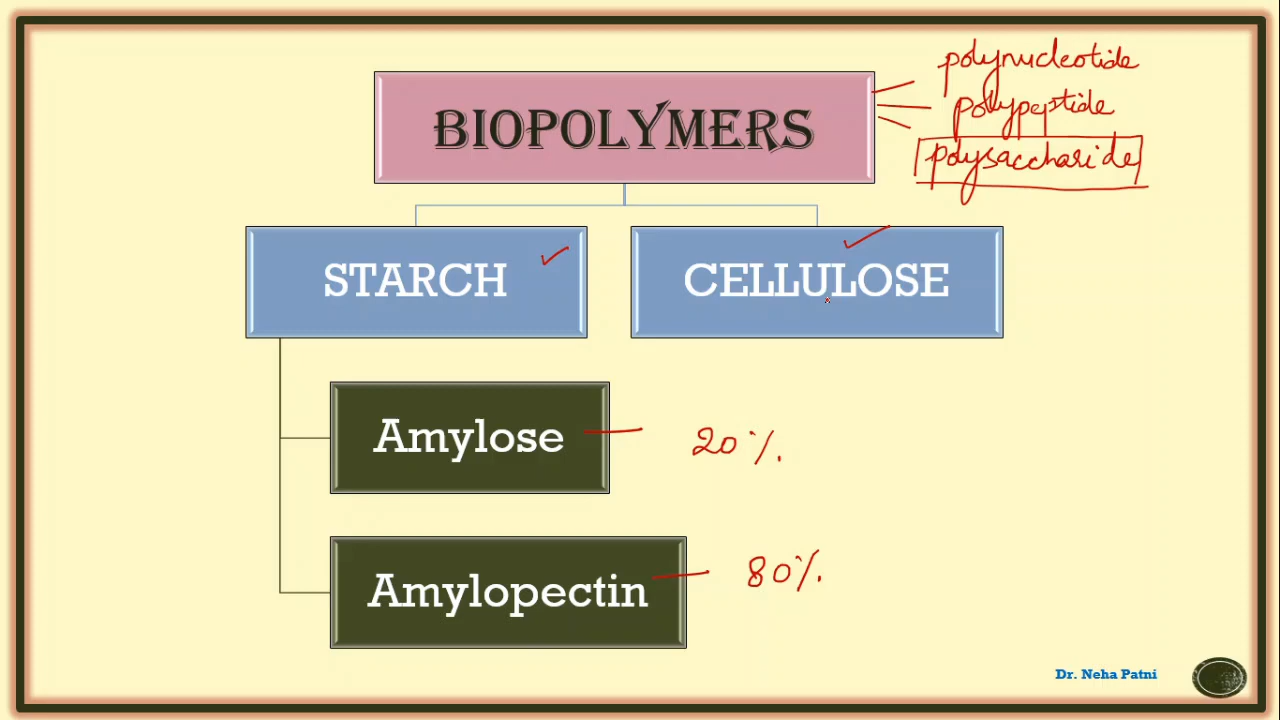 polynucleotide
BIOPOLYMERS
polypeptide
polysaccharide
STARCH
CELLULOSE
Amylose
20%.
Amylopectin
80%.
Dr. Neha Patni